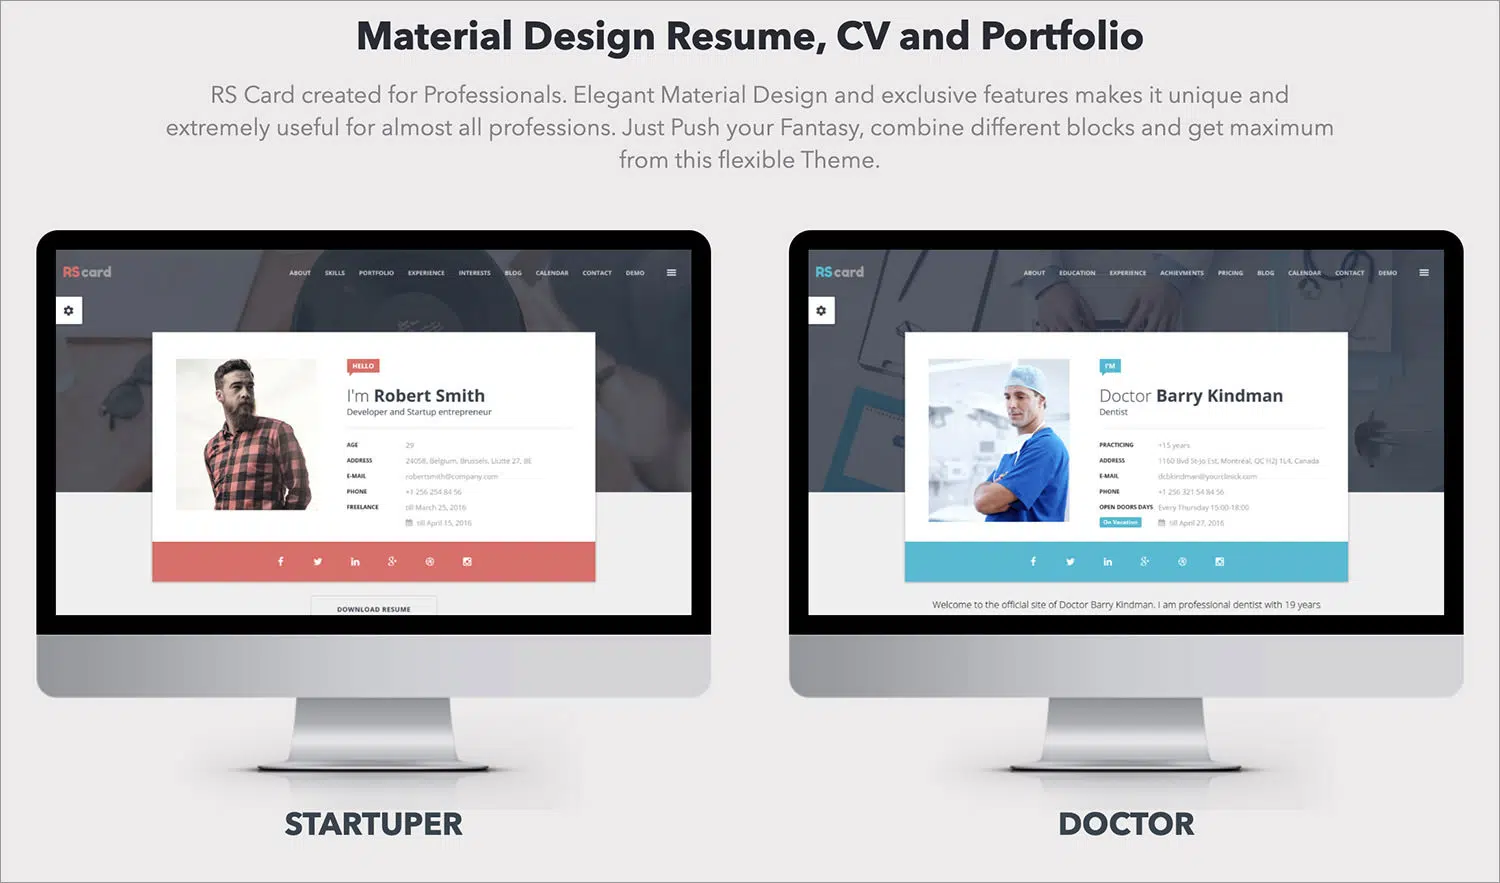 Material Design Resume, CV and Portfolio
RS Card created for Professionals. Elegant Material Design and exclusive features makes it unique and
extremely useful for almost all professions. Just Push your Fantasy, combine different blocks and get maximum
from this flexible Theme.
RS card
ABOUT SKILLS PORTFOLIO EXPERIENCE INTERESTS BLOG CALENDAR CONTACT DEMO
HELLO
I'm Robert Smith
Developer and Startup entrepreneur
AGE 29
ADDRESS 24058, Belgium, Brussels, Liutte 27, BE
E-MAIL robertsmith@company.com
PHONE +1 256 254 84 56
FREELANCE till March 25, 2016
till April 15, 2016
DOWNLOAD RESUME
STARTUPER
RS card
ABOUT EDUCATION EXPERIENCE ACHIEVMENTS PRICING BLOG CALENDAR CONTACT DEMO
I'M
Doctor Barry Kindman
Dentist
PRACTICING +15 years
ADDRESS 1160 Bvd St-Jo Est, Montréal, QC H2J 1L4, Canada
E-MAIL dcbkindman@yourclinick.com
PHONE +1 256 321 54 84 56
OPEN DOORS DAYS Every Thursday 15:00-18:00
On Vacation till April 27, 2016
Welcome to the official site of Doctor Barry Kindman. I am professional dentist with 19 years
DOCTOR